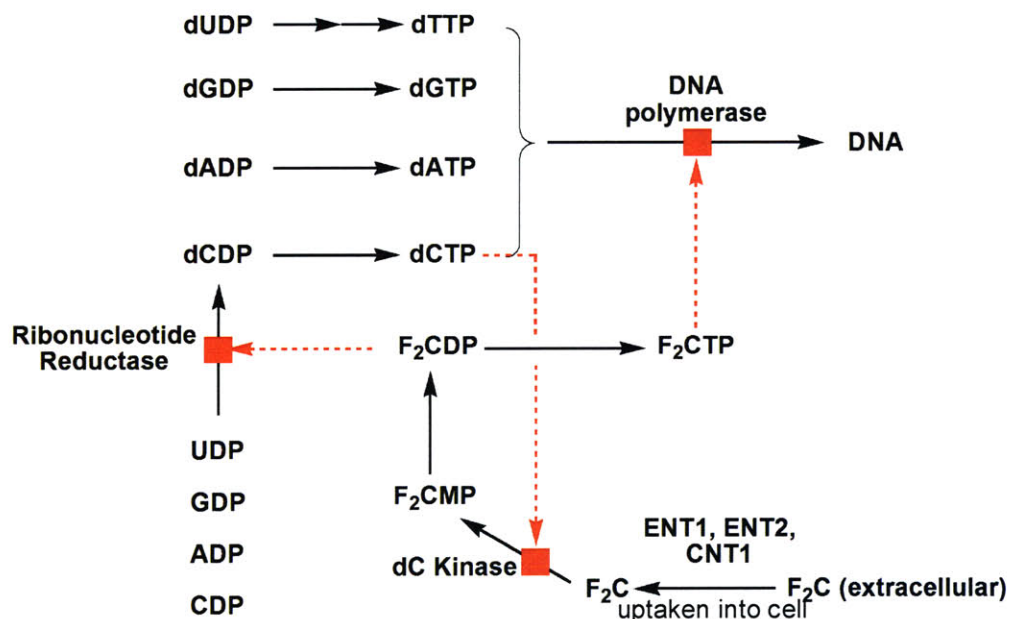 dUDP dTTP
dGDP dGTP
DNA
polymerase
DNA
dADP dATP
dCDP dCTP
Ribonucleotide
Reductase
F₂CDP F₂CTP
UDP
GDP
F₂CMP
ADP
ENT1, ENT2,
CNT1
dC Kinase
F₂C F₂C (extracellular)
uptaken into cell
CDP